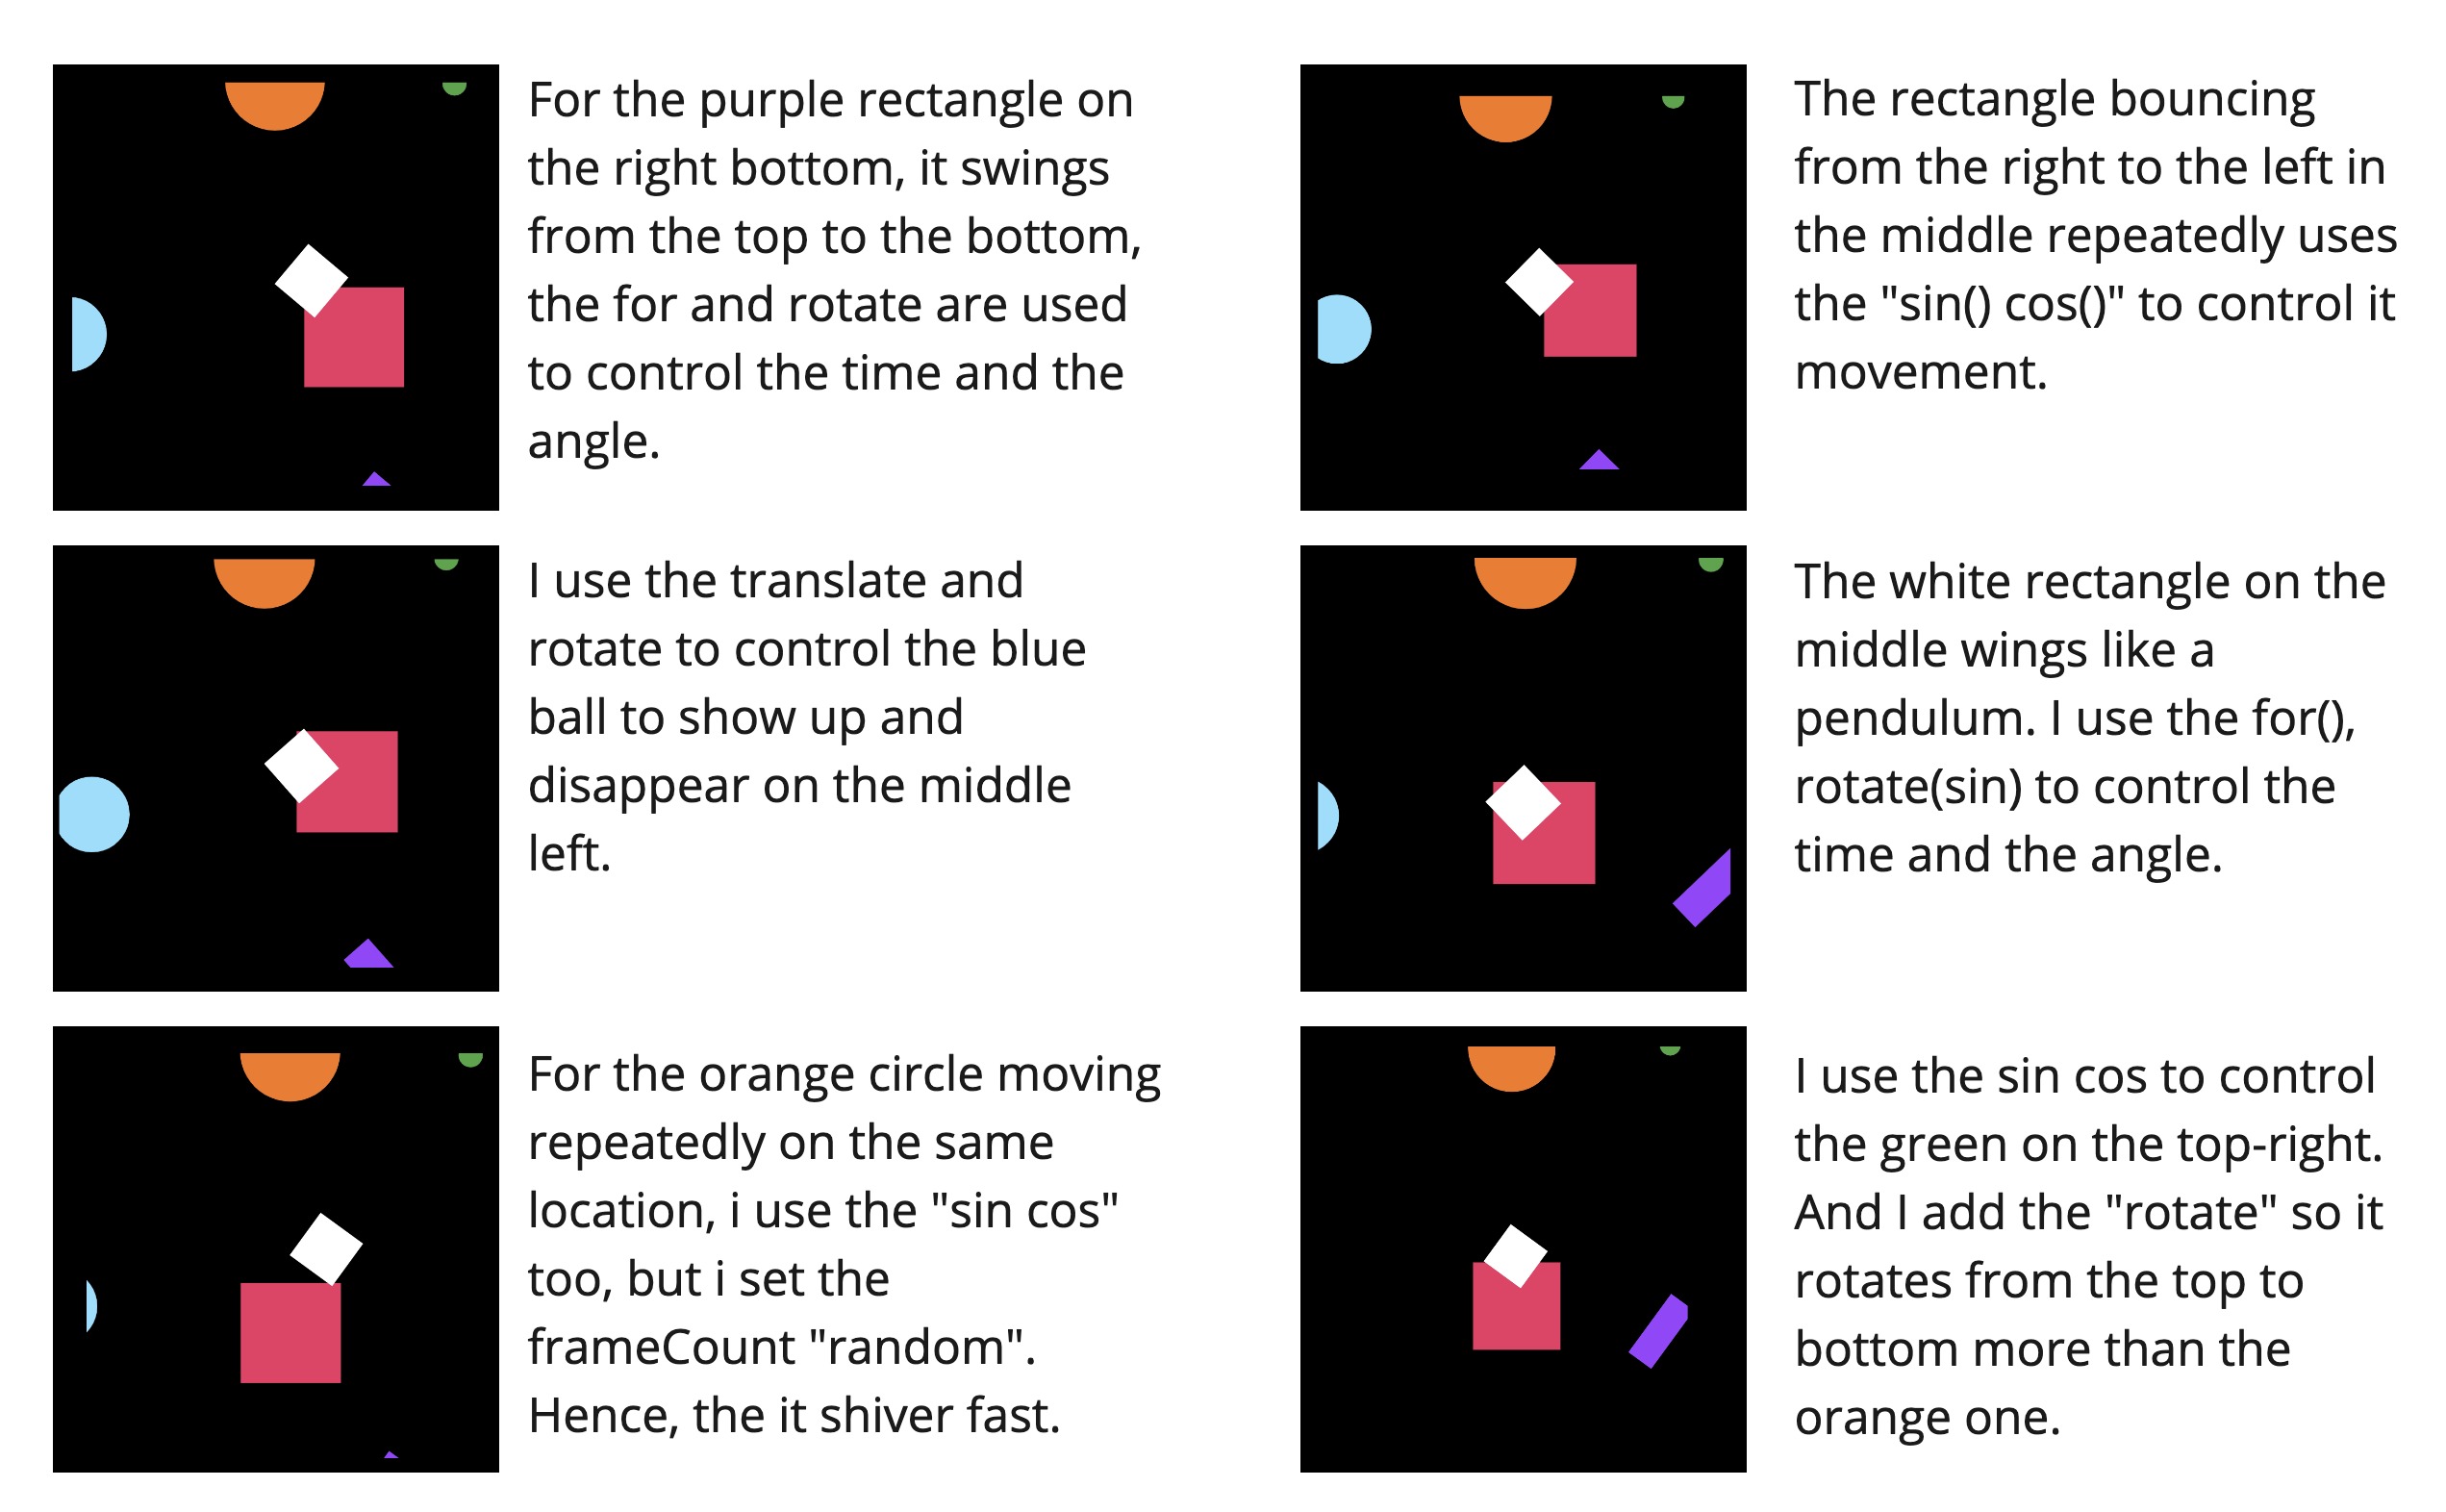 For the purple rectangle on
the right bottom, it swings
from the top to the bottom,
the for and rotate are used
to control the time and the
angle.
The rectangle bouncing
from the right to the left in
the middle repeatedly uses
the "sin() cos()" to control it
movement.
I use the translate and
rotate to control the blue
ball to show up and
disappear on the middle
left.
The white rectangle on the
middle wings like a
pendulum. I use the for(),
rotate(sin) to control the
time and the angle.
For the orange circle moving
repeatedly on the same
location, i use the "sin cos"
too, but i set the
frameCount "random".
Hence, the it shiver fast.
I use the sin cos to control
the green on the top-right.
And I add the "rotate" so it
rotates from the top to
bottom more than the
orange one.